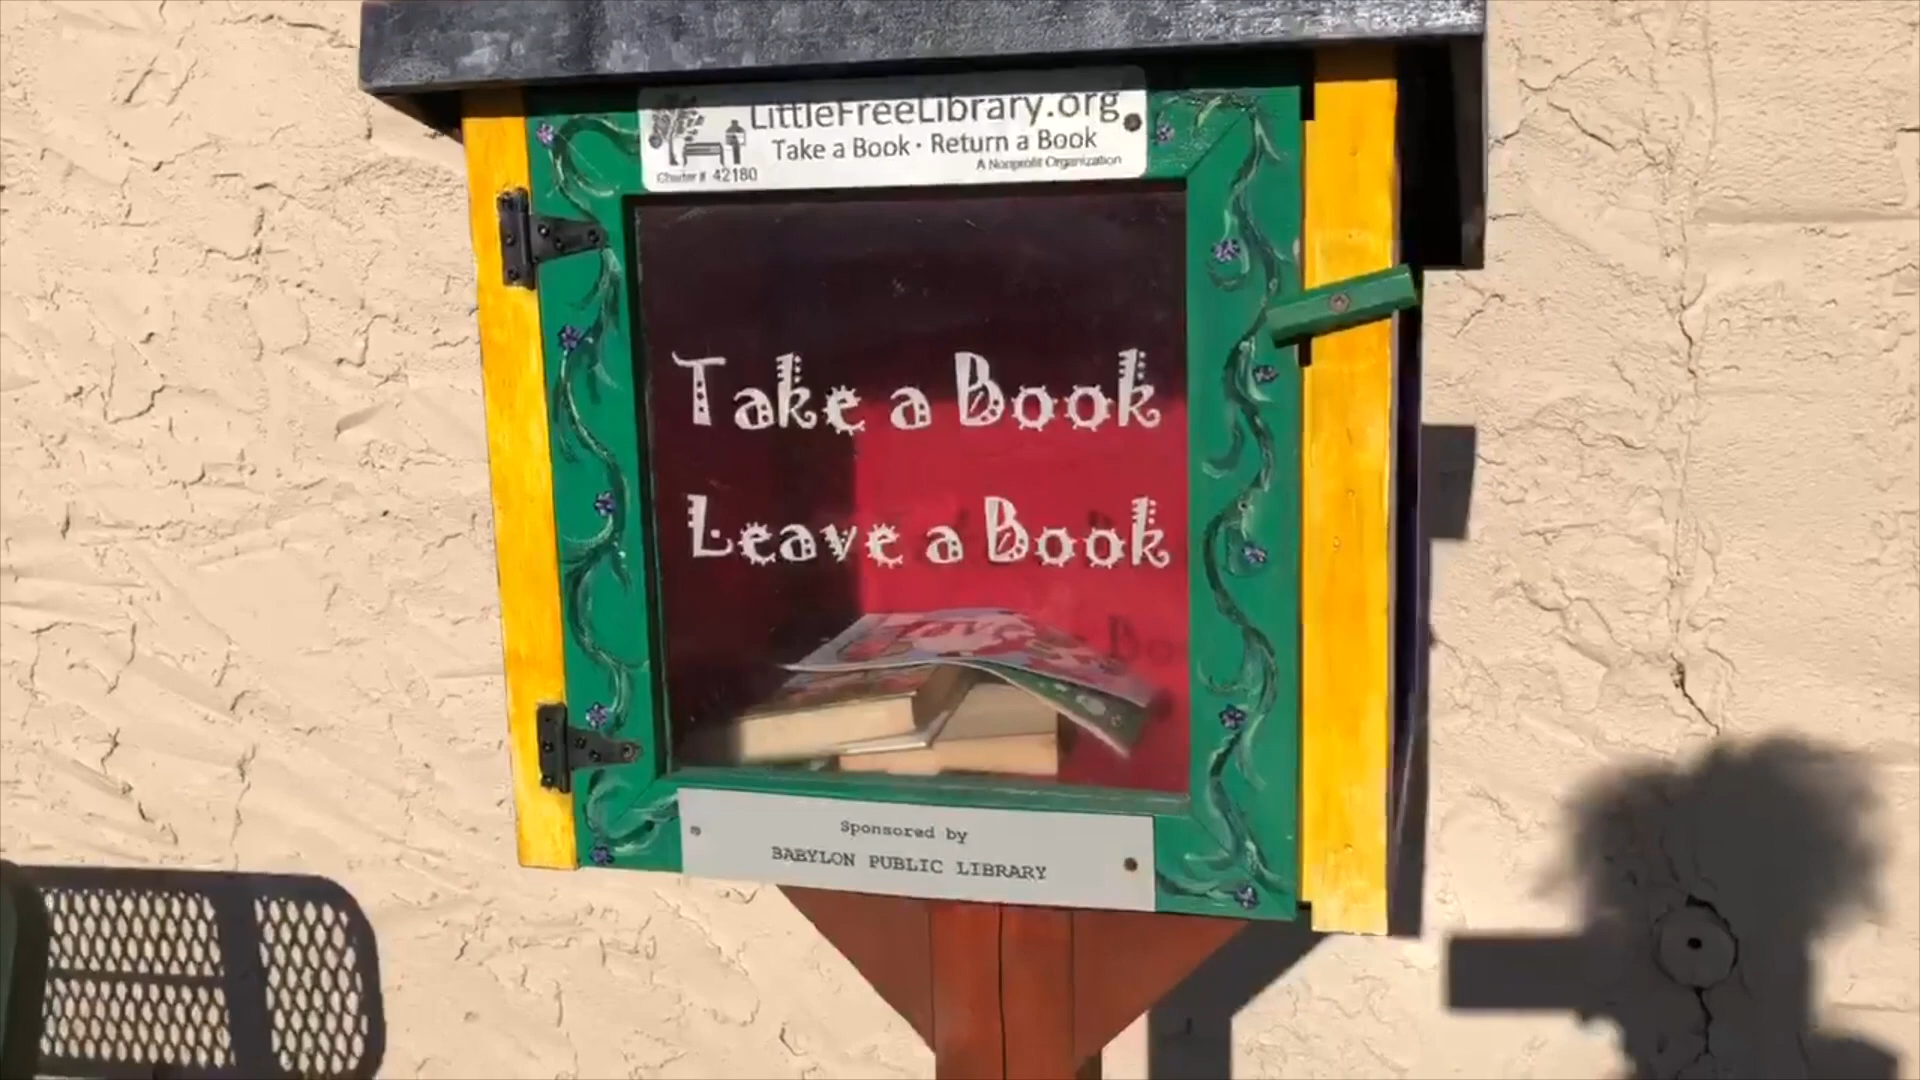 LittleFreeLibrary.org
Take a Book · Return a Book
A Nonprofit Organization
Charter # 42180
Take a Book
Leave a Book
Sponsored by
BABYLON PUBLIC LIBRARY